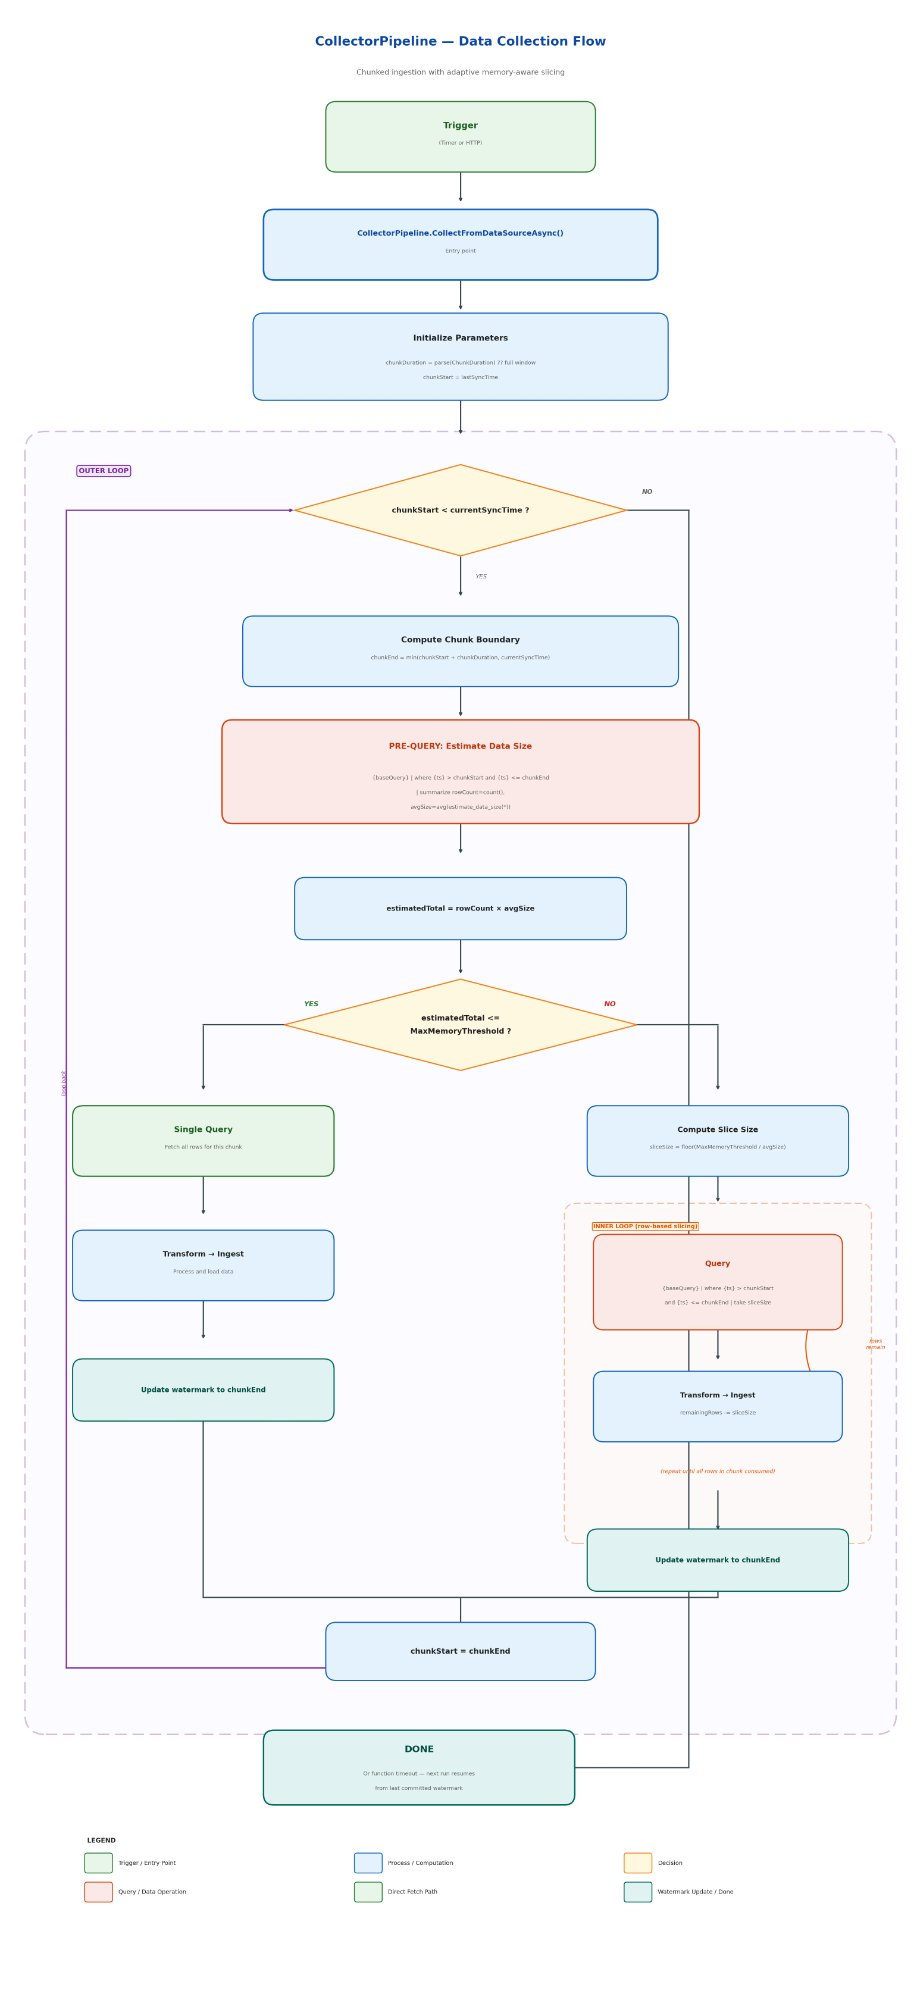 CollectorPipeline — Data Collection Flow
Chunked ingestion with adaptive memory-aware slicing
Trigger
(Timer or HTTP)
CollectorPipeline.CollectFromDataSourceAsync()
Entry point
Initialize Parameters
chunkDuration = parse(ChunkDuration) ?? full window
chunkStart = lastSyncTime
OUTER LOOP
NO
chunkStart < currentSyncTime ?
YES
Compute Chunk Boundary
chunkEnd = min(chunkStart + chunkDuration, currentSyncTime)
PRE-QUERY: Estimate Data Size
{baseQuery} | where {ts} > chunkStart and {ts} <= chunkEnd
| summarize rowCount=count(),
avgSize=avg(estimate_data_size(*))
estimatedTotal = rowCount × avgSize
YES
NO
estimatedTotal <=
MaxMemoryThreshold ?
loop back
Single Query
Fetch all rows for this chunk
Compute Slice Size
sliceSize = floor(MaxMemoryThreshold / avgSize)
INNER LOOP (row-based slicing)
Transform → Ingest
Process and load data
Query
{baseQuery} | where {ts} > chunkStart
and {ts} <= chunkEnd | take sliceSize
rows
remain
Update watermark to chunkEnd
Transform → Ingest
remainingRows -= sliceSize
(repeat until all rows in chunk consumed)
Update watermark to chunkEnd
chunkStart = chunkEnd
DONE
Or function timeout — next run resumes
from last committed watermark
LEGEND
Trigger / Entry Point
Process / Computation
Decision
Query / Data Operation
Direct Fetch Path
Watermark Update / Done